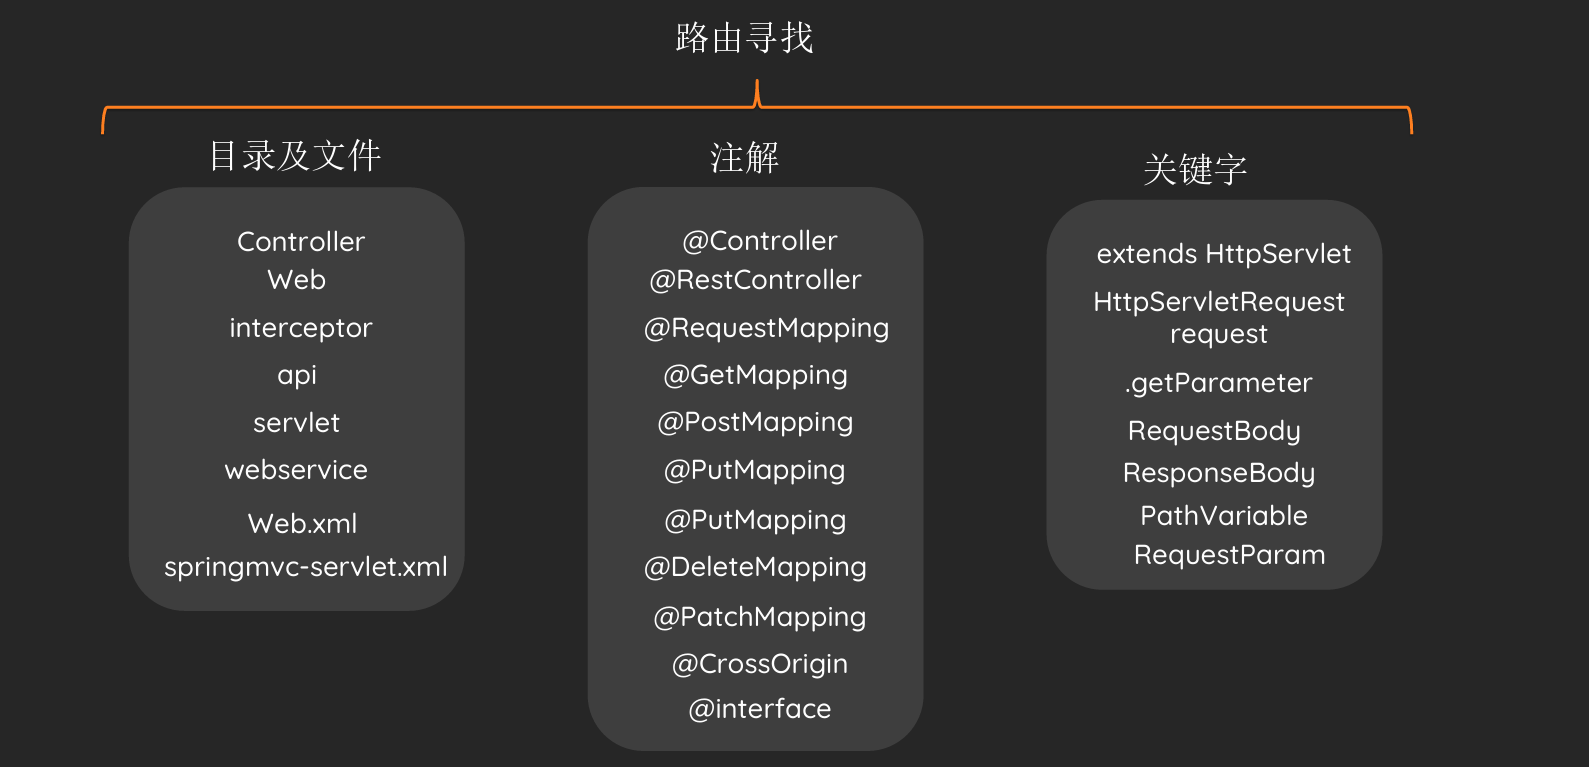 路由寻找
目录及文件
Controller
Web
interceptor
api
servlet
webservice
Web.xml
springmvc-servlet.xml
注解
@Controller
@RestController
@RequestMapping
@GetMapping
@PostMapping
@PutMapping
@PutMapping
@DeleteMapping
@PatchMapping
@CrossOrigin
@interface
关键字
extends HttpServlet
HttpServletRequest
request
.getParameter
RequestBody
ResponseBody
PathVariable
RequestParam